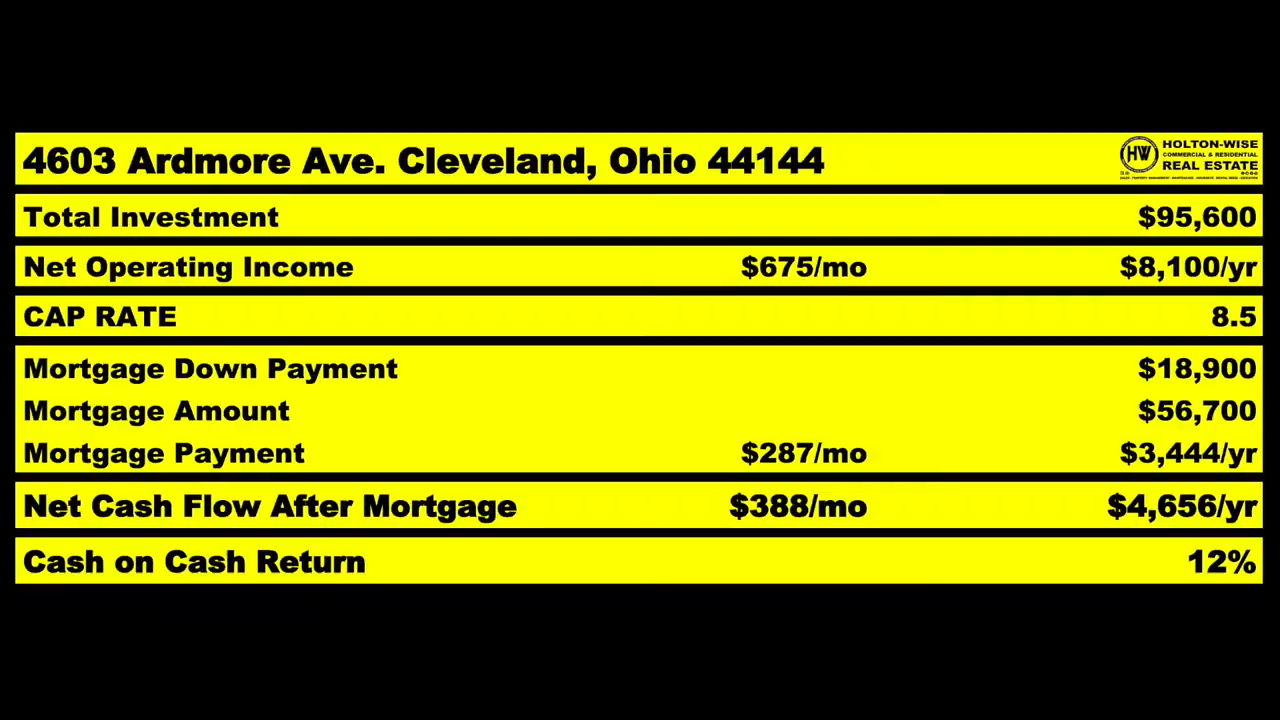 4603 Ardmore Ave. Cleveland, Ohio 44144
HOLTON-WISE
COMMERCIAL & RESIDENTIAL
REAL ESTATE
HW
Total Investment $95,600
Net Operating Income $675/mo $8,100/yr
CAP RATE 8.5
Mortgage Down Payment $18,900
Mortgage Amount $56,700
Mortgage Payment $287/mo $3,444/yr
Net Cash Flow After Mortgage $388/mo $4,656/yr
Cash on Cash Return 12%